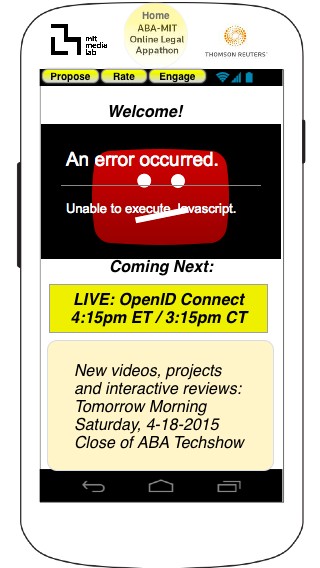 mit
media
lab
Home
ABA-MIT
Online Legal
Appathon
THOMSON REUTERS
Propose Rate Engage
Welcome!
An error occurred.
Unable to execute Javascript.
Coming Next:
LIVE: OpenID Connect
4:15pm ET / 3:15pm CT
New videos, projects
and interactive reviews:
Tomorrow Morning
Saturday, 4-18-2015
Close of ABA Techshow